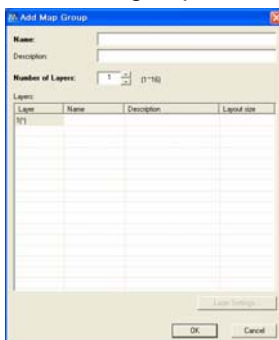 Add Map Group
Name:
Description:
Number of Layers: 1 (1~16)
Layers:
Layer Name Description Layout size
1(*)
Layer Settings...
OK Cancel